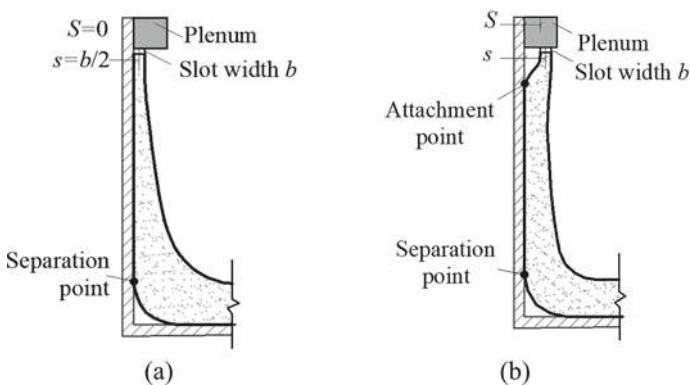 S=0
Plenum
s=b/2
Slot width b
Separation
point
(a)
S
Plenum
s
Slot width b
Attachment
point
Separation
point
(b)